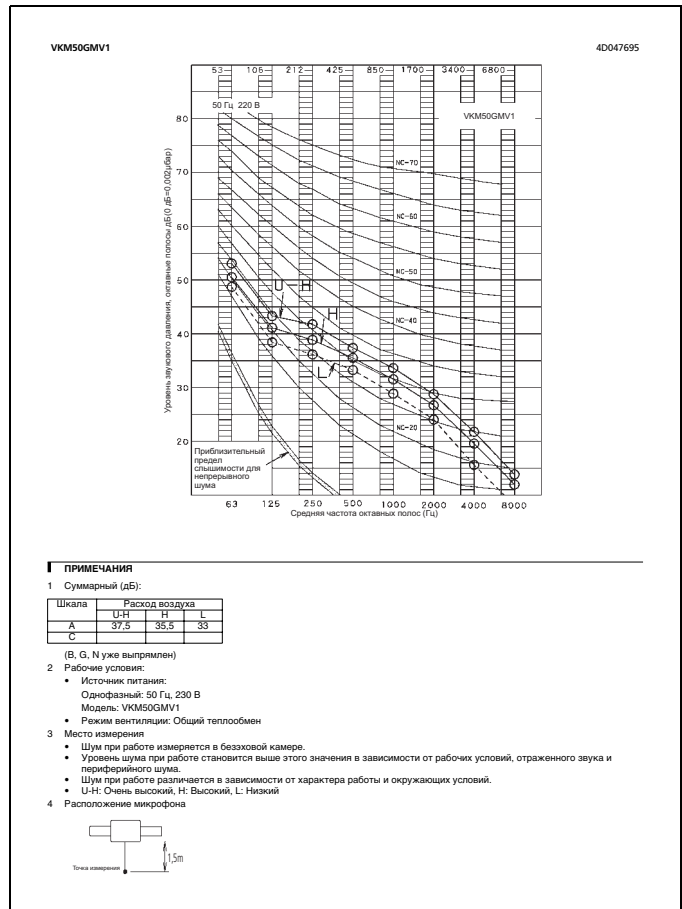 VKM50GMV1
4D047695
53 106 212 425 850 1700 3400 6800
50 Гц 220 В
VKM50GMV1
80
70
60
50
40
30
20
NC-70
NC-60
NC-50
NC-40
NC-20
U-H
H
L
Уровень звукового давления, октавные полосы дБ(0 дБ=0,002μбар)
Приблизительный
предел
слышимости для
непрерывного
шума
63 125 250 500 1000 2000 4000 8000
Средняя частота октавных полос (Гц)
ПРИМЕЧАНИЯ
1 Суммарный (дБ):
Шкала Расход воздуха
U-H H L
A 37,5 35,5 33
C
(B, G, N уже выпрямлен)
2 Рабочие условия:
• Источник питания:
Однофазный: 50 Гц, 230 В
Модель: VKM50GMV1
• Режим вентиляции: Общий теплообмен
3 Место измерения
• Шум при работе измеряется в беззховой камере.
• Уровень шума при работе становится выше этого значения в зависимости от рабочих условий, отраженного звука и
периферийного шума.
• Шум при работе различается в зависимости от характера работы и окружающих условий.
• U-H: Очень высокий, H: Высокий, L: Низкий
4 Расположение микрофона
1,5m
Точка измерения